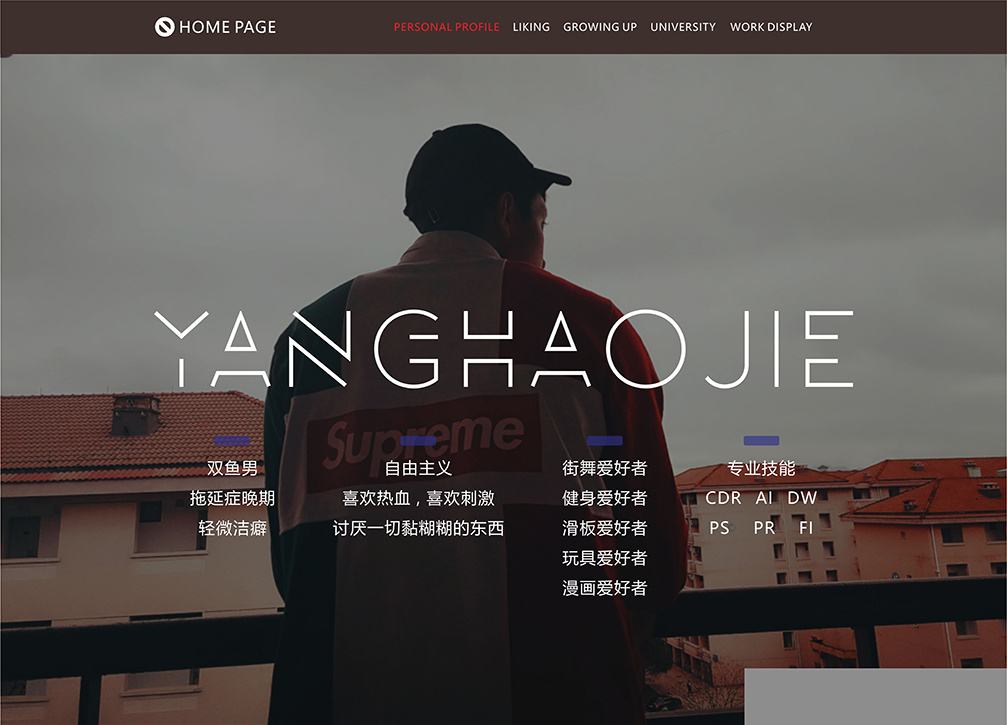 HOME PAGE
PERSONAL PROFILE LIKING GROWING UP UNIVERSITY WORK DISPLAY
YANGHAOJIE
Supreme
双鱼男
拖延症晚期
轻微洁癖
自由主义
喜欢热血，喜欢刺激
讨厌一切黏糊糊的东西
街舞爱好者
健身爱好者
滑板爱好者
玩具爱好者
漫画爱好者
专业技能
CDR AI DW
PS PR FI